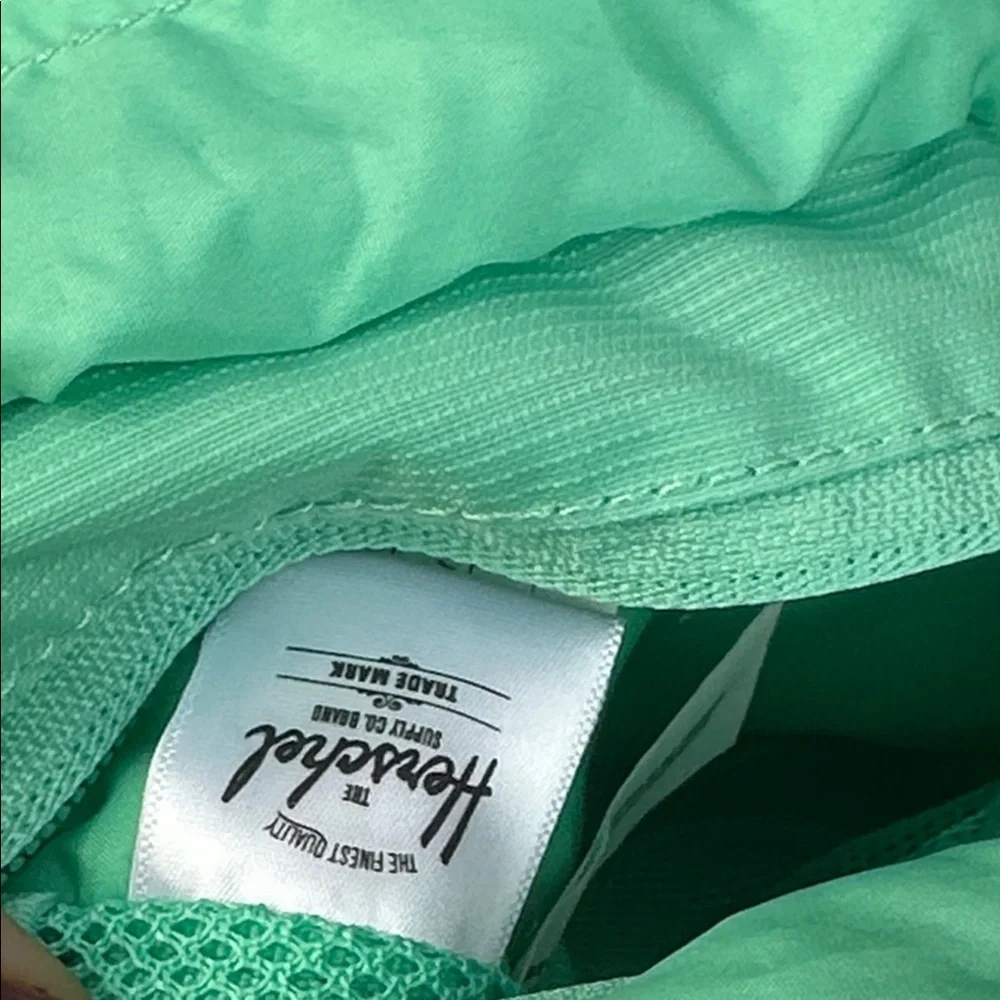 THE FINEST QUALITY
THE
Herschel
SUPPLY CO. BRAND
TRADE MARK